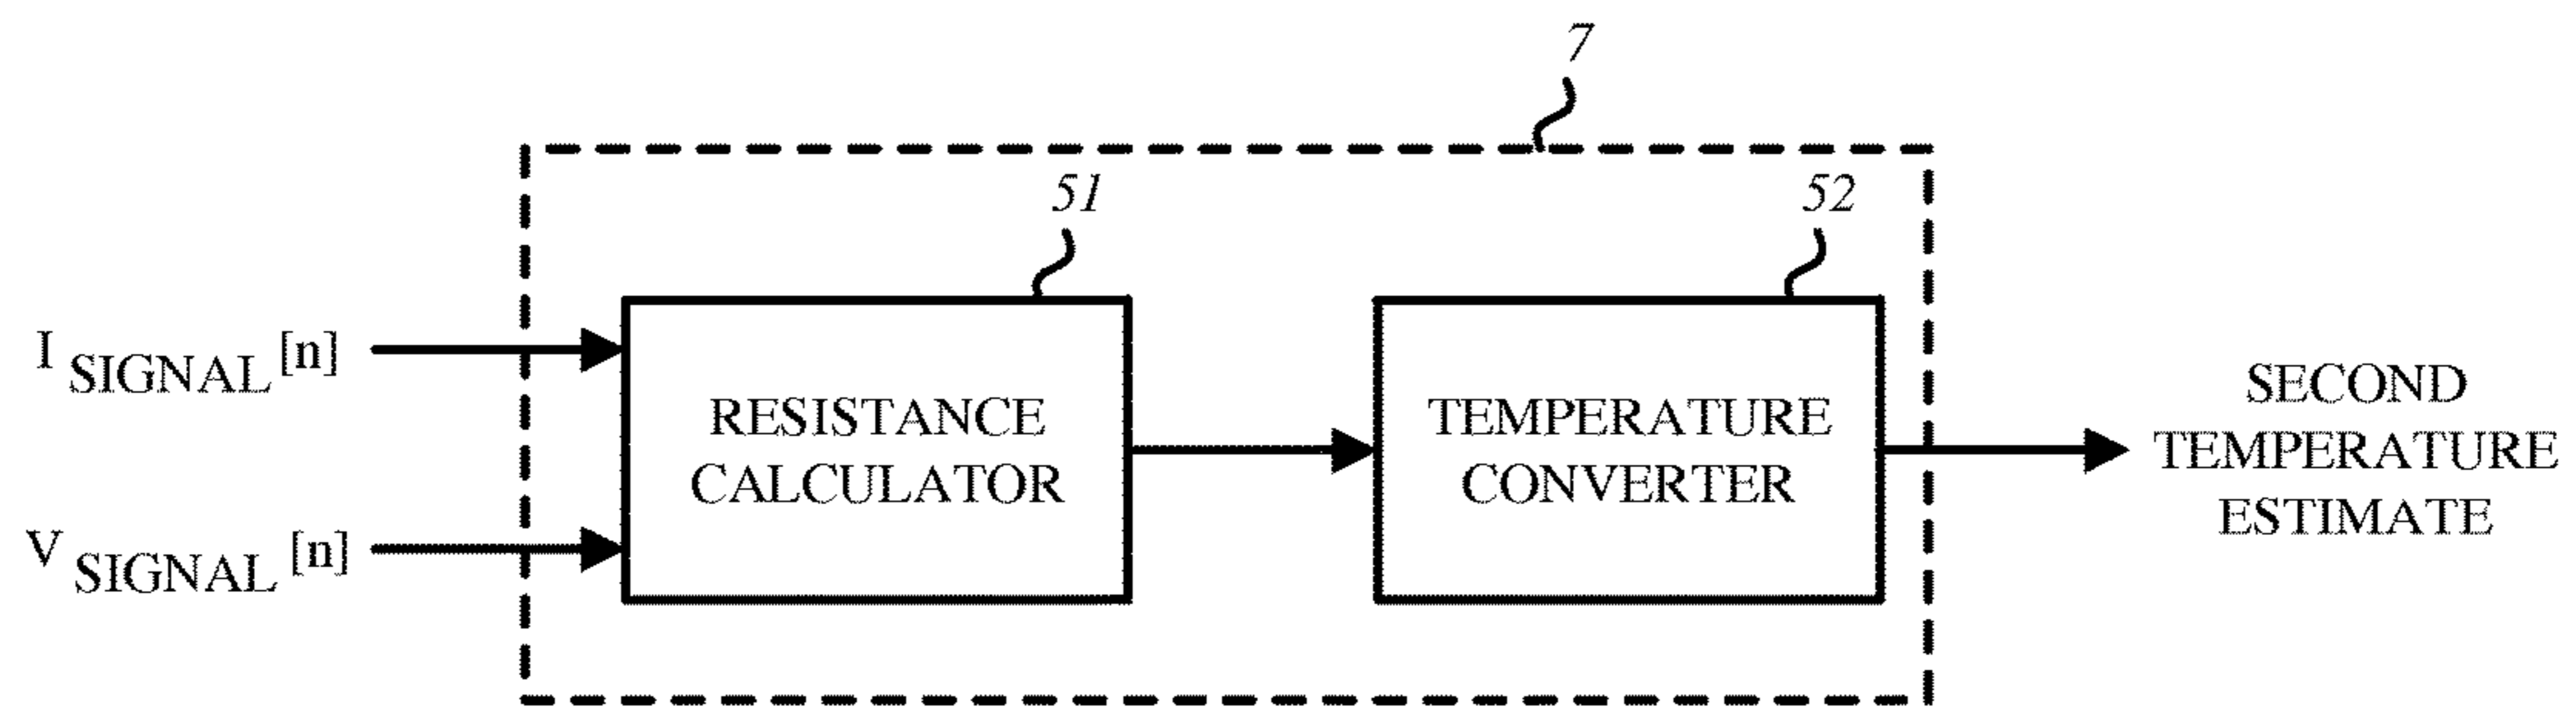 7
51
52
I SIGNAL [n]
V SIGNAL [n]
RESISTANCE
CALCULATOR
TEMPERATURE
CONVERTER
SECOND
TEMPERATURE
ESTIMATE